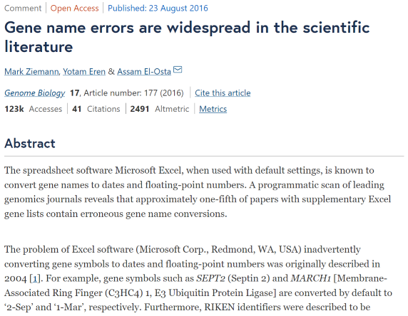 Comment | Open Access | Published: 23 August 2016
Gene name errors are widespread in the scientific
literature
Mark Ziemann, Yotam Eren & Assam El-Osta
Genome Biology 17, Article number: 177 (2016) | Cite this article
123k Accesses | 41 Citations | 2491 Altmetric | Metrics
Abstract
The spreadsheet software Microsoft Excel, when used with default settings, is known to
convert gene names to dates and floating-point numbers. A programmatic scan of leading
genomics journals reveals that approximately one-fifth of papers with supplementary Excel
gene lists contain erroneous gene name conversions.
The problem of Excel software (Microsoft Corp., Redmond, WA, USA) inadvertently
converting gene symbols to dates and floating-point numbers was originally described in
2004 [1]. For example, gene symbols such as SEPT2 (Septin 2) and MARCH1 [Membrane-
Associated Ring Finger (C3HC4) 1, E3 Ubiquitin Protein Ligase] are converted by default to
‘2-Sep’ and ‘1-Mar’, respectively. Furthermore, RIKEN identifiers were described to be